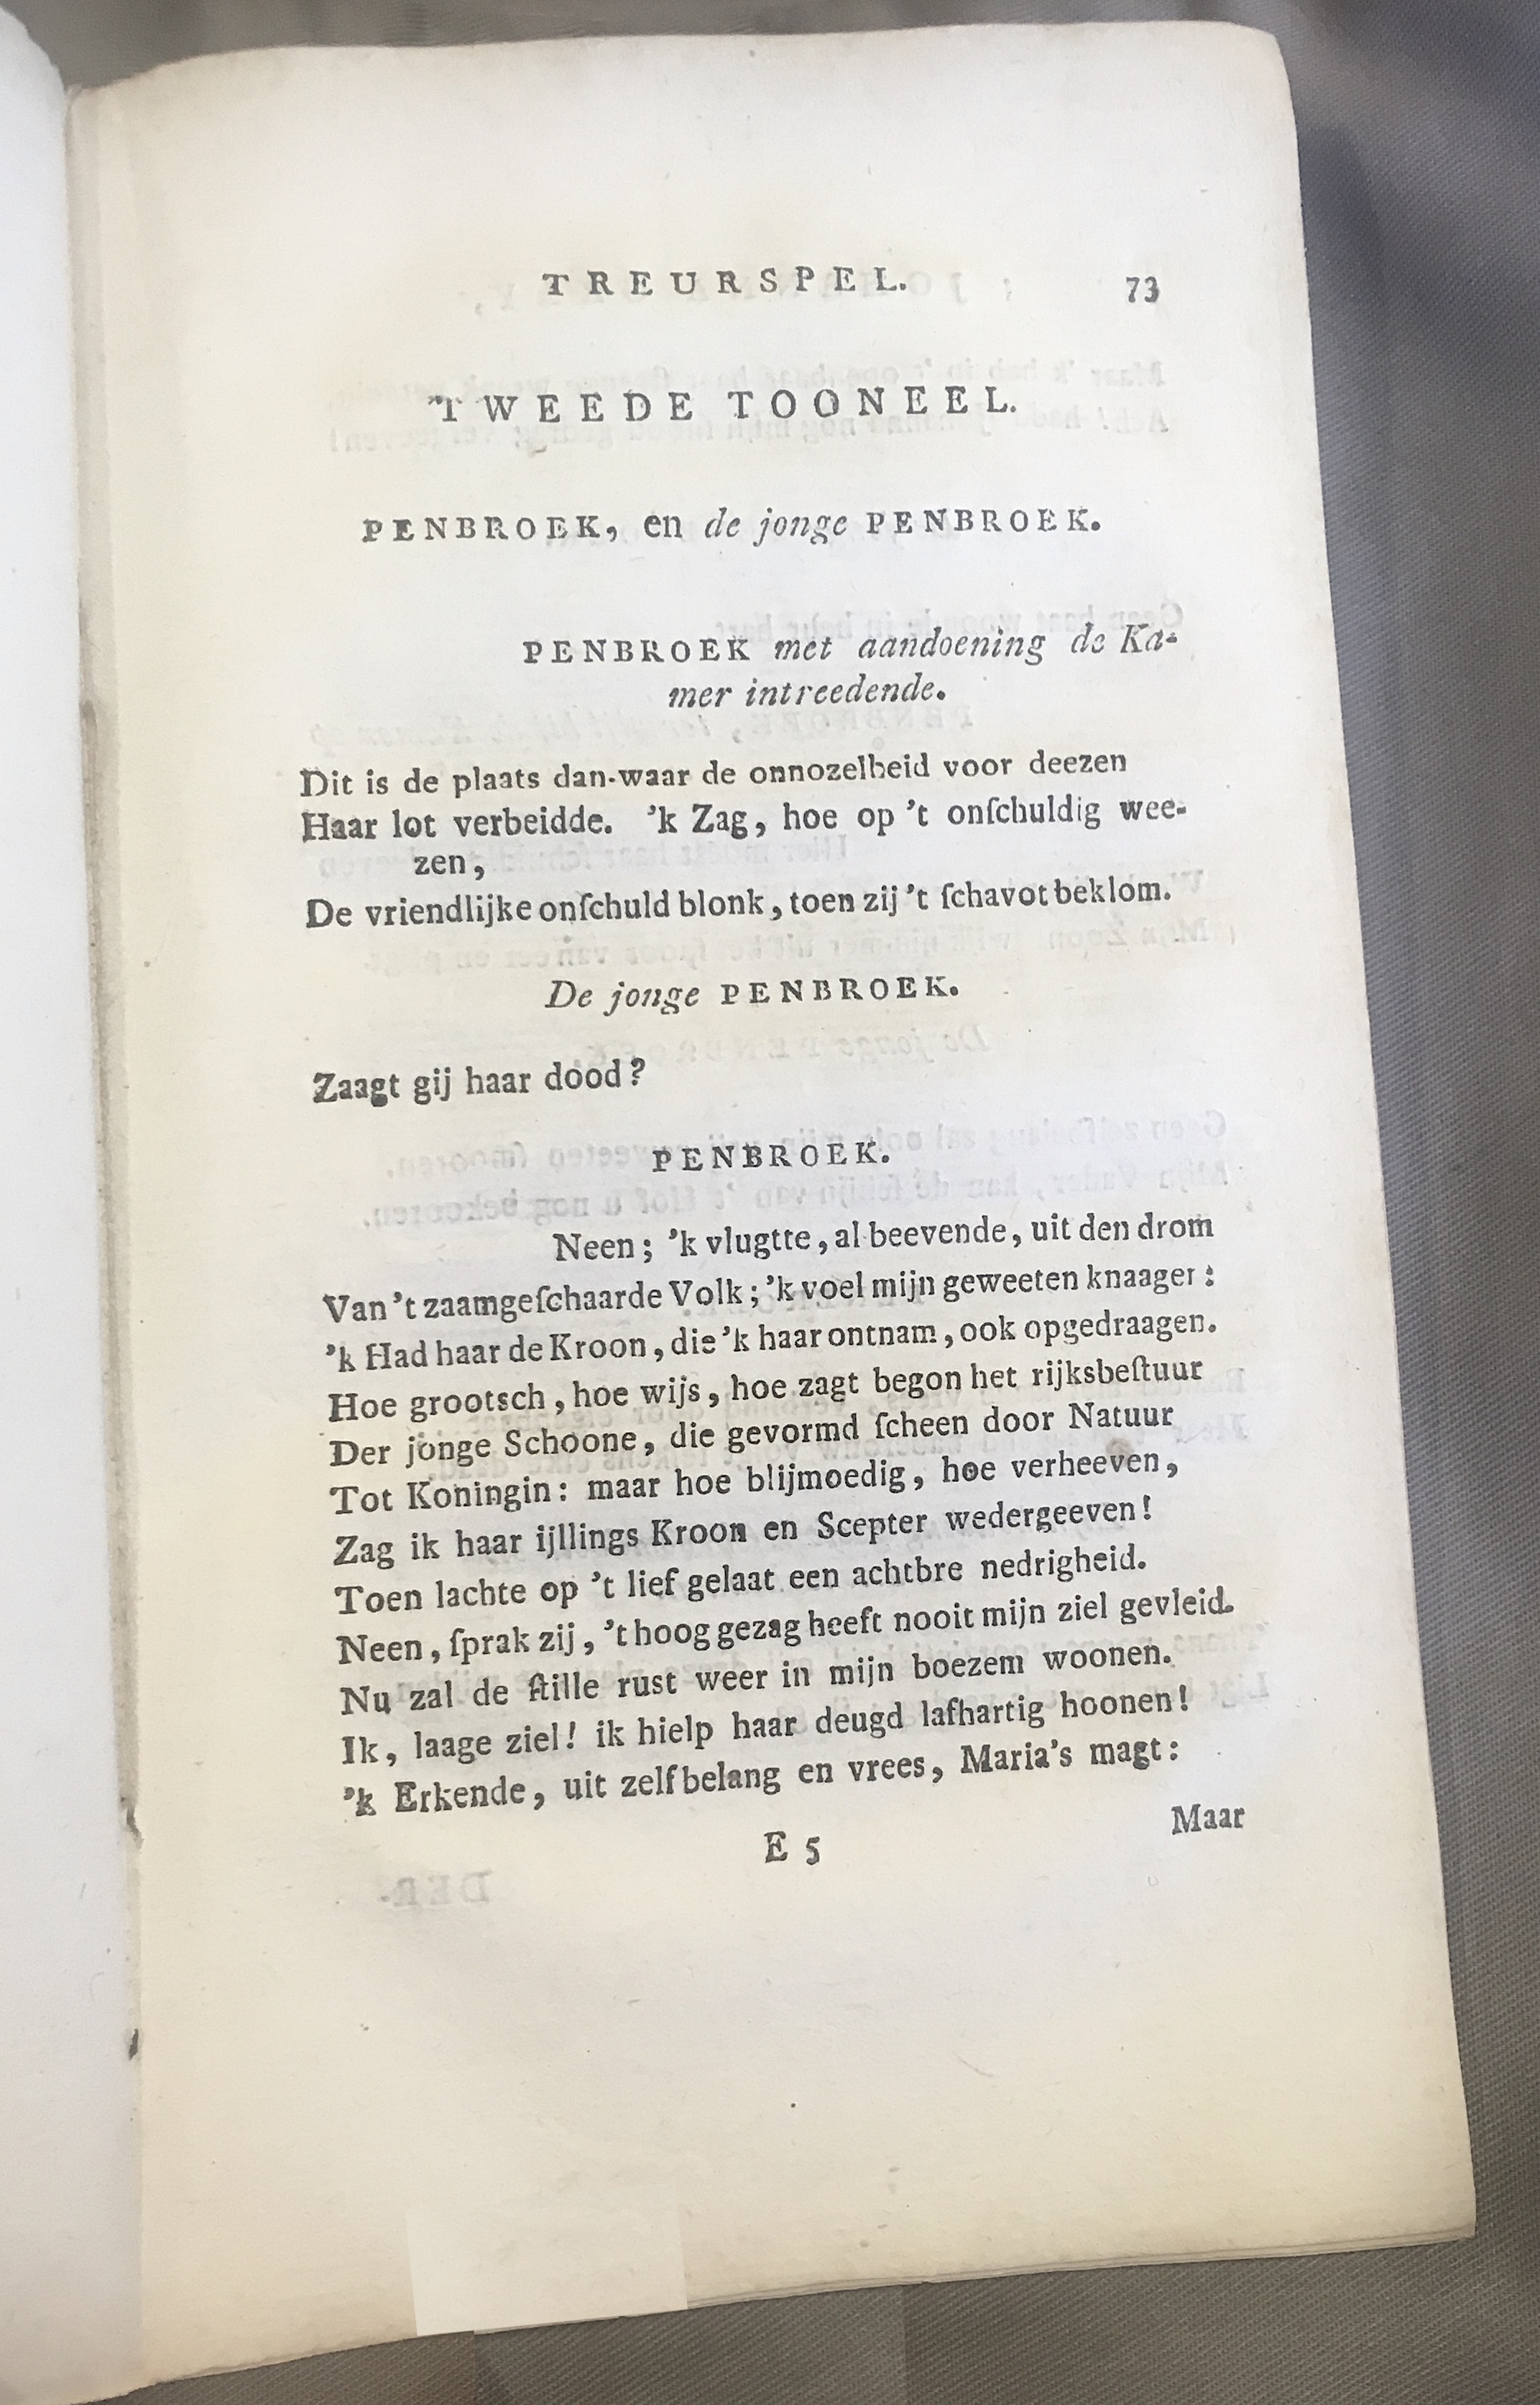 TREURSPEL. 73
TWEEDE TOONEEL.
PENBROEK, en de jonge PENBROEK.
PENBROEK met aandoening de Ka-
mer intreedende.
Dit is de plaats dan waar de onnozelheid voor deezen
Haar lot verbeidde. ’k Zag, hoe op ’t onſchuldig wee-
zen,
De vriendlijke onſchuld blonk, toen zij ’t ſchavot beklom.
De jonge PENBROEK.
Zaagt gij haar dood?
PENBROEK.
Neen; ’k vlugtte, al beevende, uit den drom
Van ’t zaamgeſchaarde Volk; ’k voel mijn geweeten knaagen:
’k Had haar de Kroon, die ’k haar ontnam, ook opgedraagen.
Hoe grootsch, hoe wijs, hoe zagt begon het rijksbeſtuur
Der jonge Schoone, die gevormd ſcheen door Natuur
Tot Koningin: maar hoe blijmoedig, hoe verheeven,
Zag ik haar ijllings Kroon en Scepter wedergeeven!
Toen lachte op ’t lief gelaat een achtbre nedrigheid.
Neen, ſprak zij, ’t hoog gezag heeft nooit mijn ziel gevleid.
Nu zal de ſtille rust weer in mijn boezem woonen.
Ik, laage ziel! ik hielp haar deugd lafhartig hoonen!
’k Erkende, uit zelfbelang en vrees, Maria’s magt:
E 5 Maar